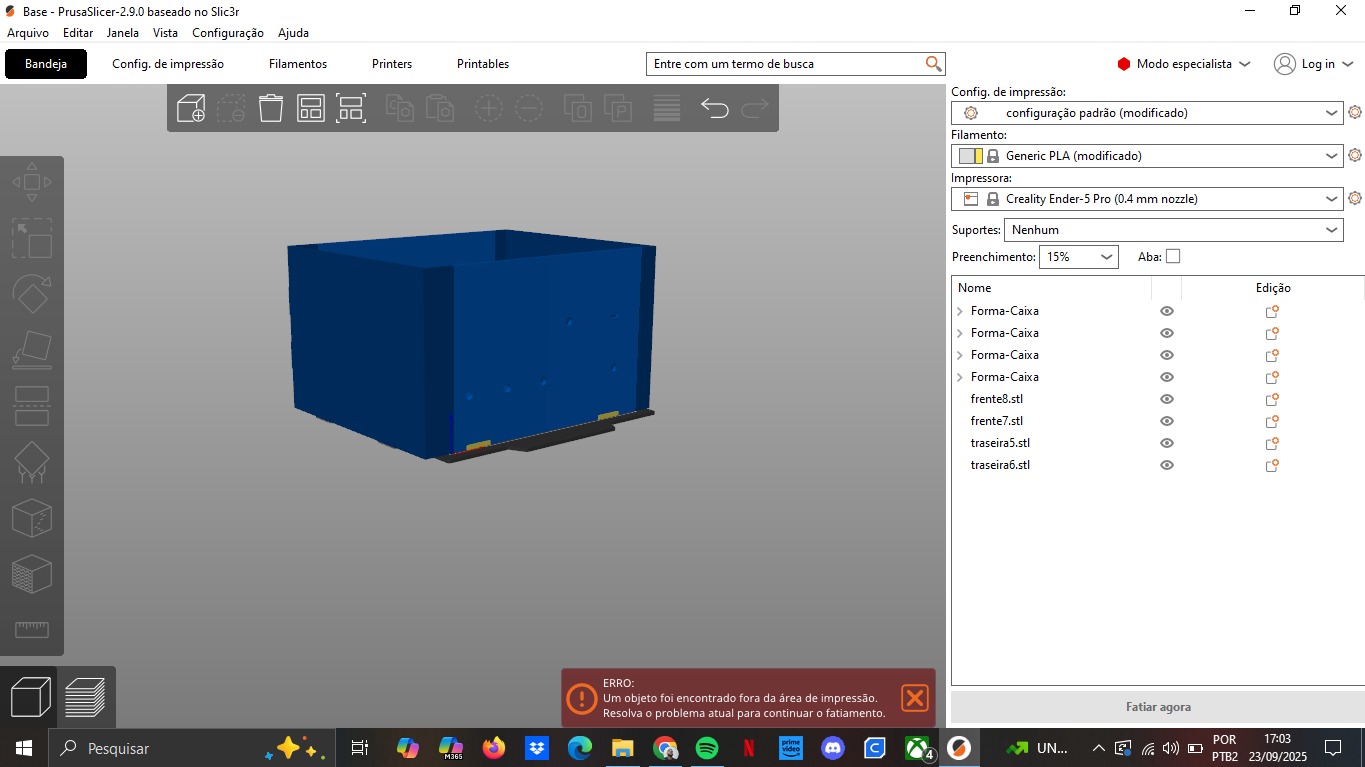 Base - PrusaSlicer-2.9.0 baseado no Slic3r
Arquivo Editar Janela Vista Configuração Ajuda
Bandeja Config. de impressão Filamentos Printers Printables Entre com um termo de busca Modo especialista Log in
Config. de impressão:
configuração padrão (modificado)
Filamento:
Generic PLA (modificado)
Impressora:
Creality Ender-5 Pro (0.4 mm nozzle)
Suportes: Nenhum
Preenchimento: 15% Aba:
Nome Edição
Forma-Caixa
Forma-Caixa
Forma-Caixa
Forma-Caixa
frente8.stl
frente7.stl
traseira5.stl
traseira6.stl
ERRO:
Um objeto foi encontrado fora da área de impressão.
Resolva o problema atual para continuar o fatiamento.
Fatiar agora
Pesquisar M365 prime video 4 UN... POR 17:03
PTB2 23/09/2025